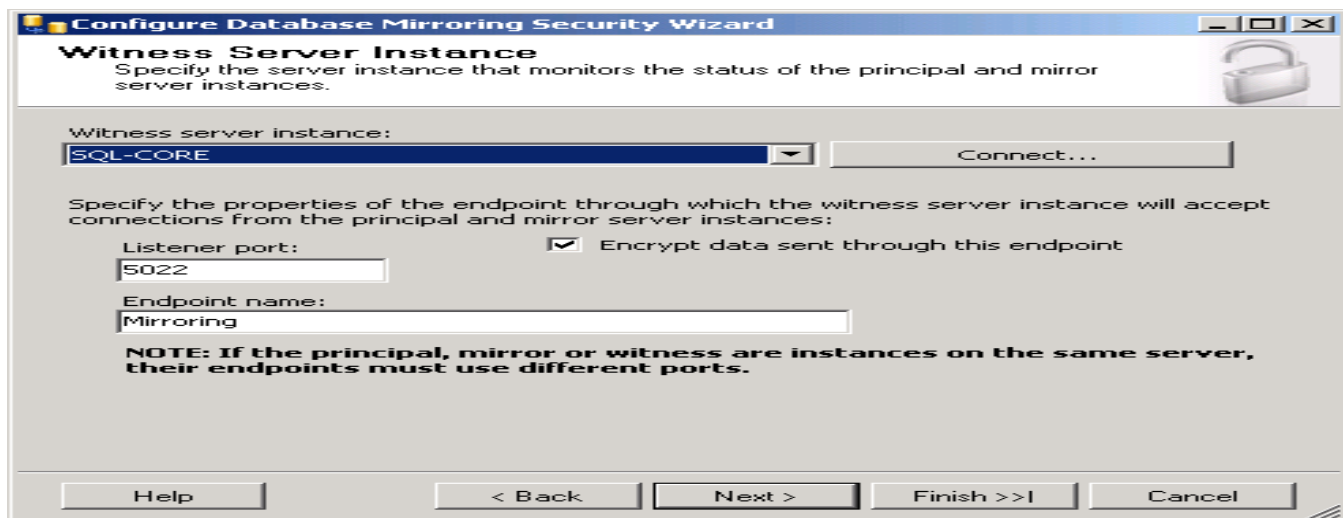 Configure Database Mirroring Security Wizard
Witness Server Instance
Specify the server instance that monitors the status of the principal and mirror
server instances.
Witness server instance:
SQL-CORE
Connect...
Specify the properties of the endpoint through which the witness server instance will accept
connections from the principal and mirror server instances:
Listener port:
Encrypt data sent through this endpoint
5022
Endpoint name:
Mirroring
NOTE: If the principal, mirror or witness are instances on the same server,
their endpoints must use different ports.
Help
< Back
Next >
Finish >>|
Cancel